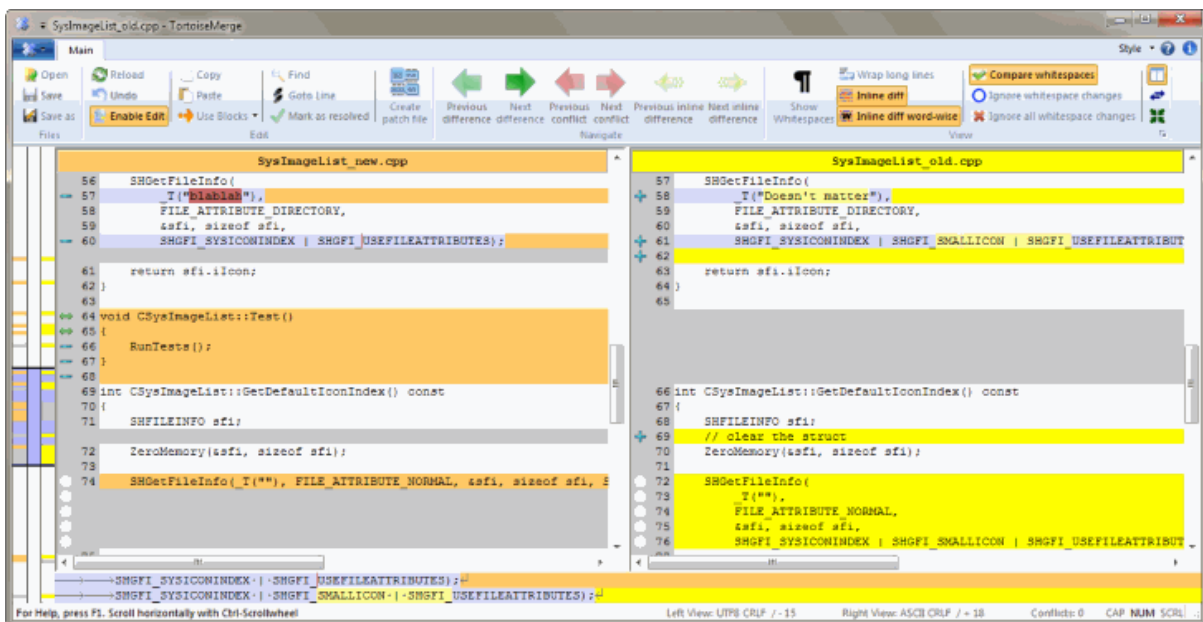 SysImageList_old.cpp - TortoiseMerge
Main
Style
Open
Save
Save as
Files
Reload
Undo
Enable Edit
Copy
Paste
Use Blocks
Find
Goto Line
Mark as resolved
Edit
Create patch file
Previous difference
Next difference
Previous conflict
Next conflict
Previous inline difference
Next inline difference
Navigate
Show Whitespaces
Wrap long lines
Inline diff
Inline diff word-wise
Compare whitespaces
Ignore whitespace changes
Ignore all whitespace changes
View
SysImageList_new.cpp
56 SHGetFileInfo(
57 _T("blablah"),
58 FILE_ATTRIBUTE_DIRECTORY,
59 &sfi, sizeof sfi,
60 SHGFI_SYSICONINDEX | SHGFI_USEFILEATTRIBUTES);
61 return sfi.iIcon;
62 }
63
64 void CSysImageList::Test()
65 {
66 RunTests();
67 }
68
69 int CSysImageList::GetDefaultIconIndex() const
70 {
71 SHFILEINFO sfi;
72 ZeroMemory(&sfi, sizeof sfi);
73
74 SHGetFileInfo(_T(""), FILE_ATTRIBUTE_NORMAL, &sfi, sizeof sfi, S
SysImageList_old.cpp
57 SHGetFileInfo(
58 _T("Doesn't matter"),
59 FILE_ATTRIBUTE_DIRECTORY,
60 &sfi, sizeof sfi,
61 SHGFI_SYSICONINDEX | SHGFI_SMALLICON | SHGFI_USEFILEATTRIBUT
62
63 return sfi.iIcon;
64 }
65
66 int CSysImageList::GetDefaultIconIndex() const
67 {
68 SHFILEINFO sfi;
69 // clear the struct
70 ZeroMemory(&sfi, sizeof sfi);
71
72 SHGetFileInfo(
73 _T(""),
74 FILE_ATTRIBUTE_NORMAL,
75 &sfi, sizeof sfi,
76 SHGFI_SYSICONINDEX | SHGFI_SMALLICON | SHGFI_USEFILEATTRIBUT
SHGFI_SYSICONINDEX·|·SHGFI_USEFILEATTRIBUTES);
SHGFI_SYSICONINDEX·|·SHGFI_SMALLICON·|·SHGFI_USEFILEATTRIBUTES);
For Help, press F1. Scroll horizontally with Ctrl-Scrollwheel
Left View: UTF8 CRLF / - 15
Right View: ASCII CRLF / + 18
Conflicts: 0
CAP NUM SCRL